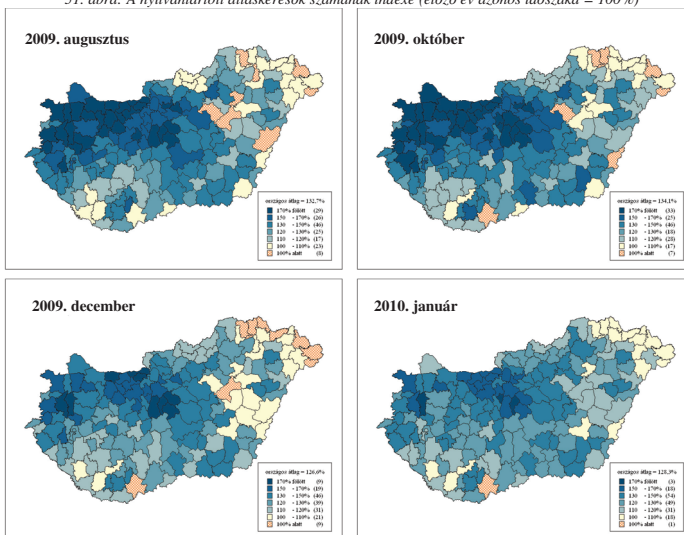 31. ábra: A nyilvántartott álláskeresők számának indexe (előző év azonos időszaka = 100%)
2009. augusztus
országos átlag = 132,7%
170% fölött (29)
150 - 170% (26)
130 - 150% (46)
120 - 130% (25)
110 - 120% (17)
100 - 110% (23)
100% alatt (8)
2009. október
országos átlag = 134,1%
170% fölött (33)
150 - 170% (25)
130 - 150% (46)
120 - 130% (18)
110 - 120% (28)
100 - 110% (17)
100% alatt (7)
2009. december
országos átlag = 126,6%
170% fölött (9)
150 - 170% (19)
130 - 150% (46)
120 - 130% (39)
110 - 120% (31)
100 - 110% (21)
100% alatt (9)
2010. január
országos átlag = 128,3%
170% fölött (3)
150 - 170% (18)
130 - 150% (54)
120 - 130% (49)
110 - 120% (31)
100 - 110% (18)
100% alatt (1)